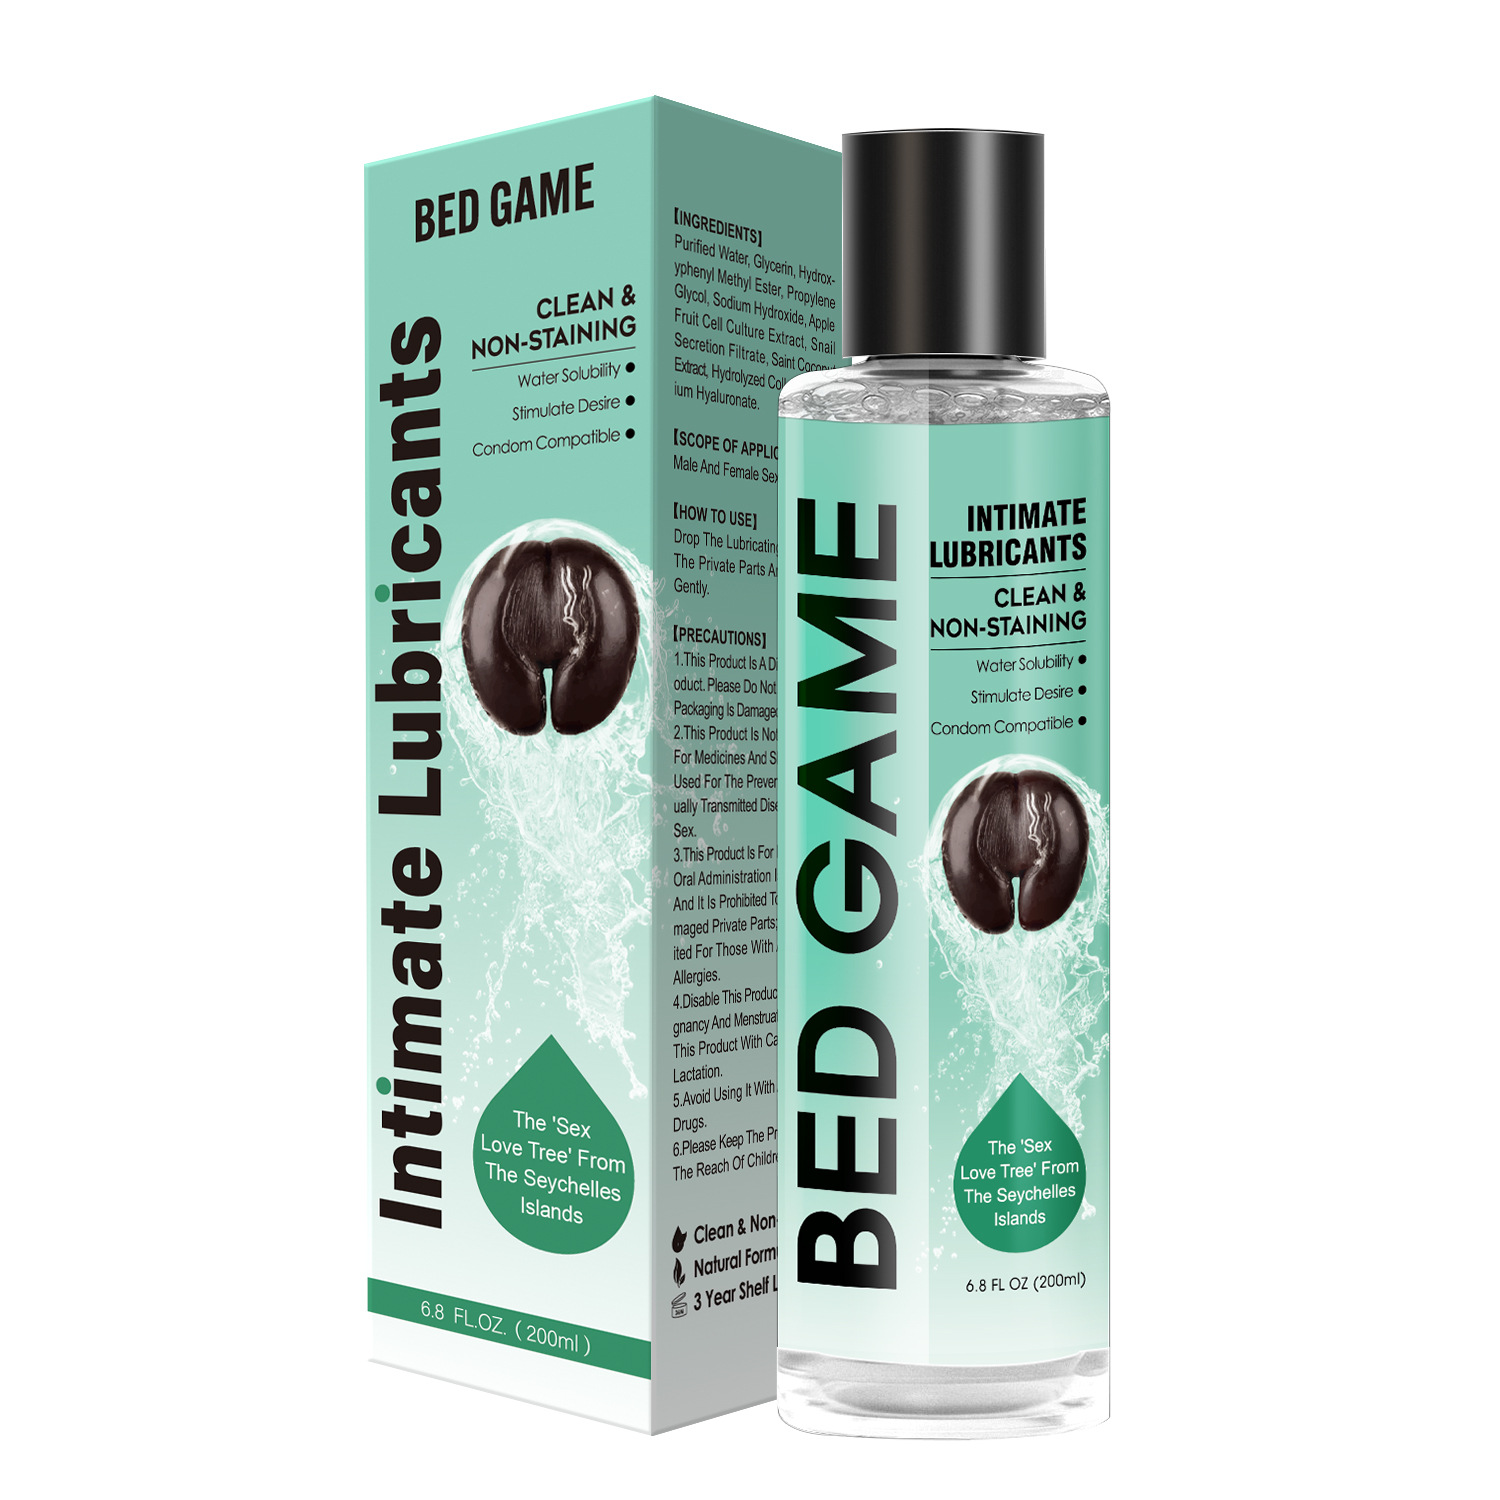 BED GAME
CLEAN &
NON-STAINING
Water Solubility
Stimulate Desire
Condom Compatible
Intimate Lubricants
The 'Sex
Love Tree' From
The Seychelles
Islands
6.8 FL.OZ. ( 200ml )
【INGREDIENTS】
Purified Water, Glycerin, Hydrox-
yphenyl Methyl Ester, Propylene
Glycol, Sodium Hydroxide, Apple
Fruit Cell Culture Extract, Snail
Secretion Filtrate, Saint Coconut
Extract, Hydrolyzed
ium Hyaluronate.
【SCOPE OF
Male And Female Sex
【HOW TO USE】
Drop The Lubricating
The Private Parts
Gently.
【PRECAUTIONS】
1.This Product Is A
oduct. Please Do Not
Packaging Is Damaged
2.This Product Is Not
For Medicines And
Used For The
ually Transmitted
Sex.
3.This Product Is For
Oral Administration
And It Is Prohibited
maged Private Parts;
ited For Those With
Allergies.
4.Disable This
gnancy And
This Product With
Lactation.
5.Avoid Using It With
Drugs.
6.Please Keep The
The Reach Of
Clean & Non-
Natural
3 Year Shelf
BED GAME
INTIMATE
LUBRICANTS
CLEAN &
NON-STAINING
Water Solubility
Stimulate Desire
Condom Compatible
The 'Sex
Love Tree' From
The Seychelles
Islands
6.8 FL OZ (200ml)